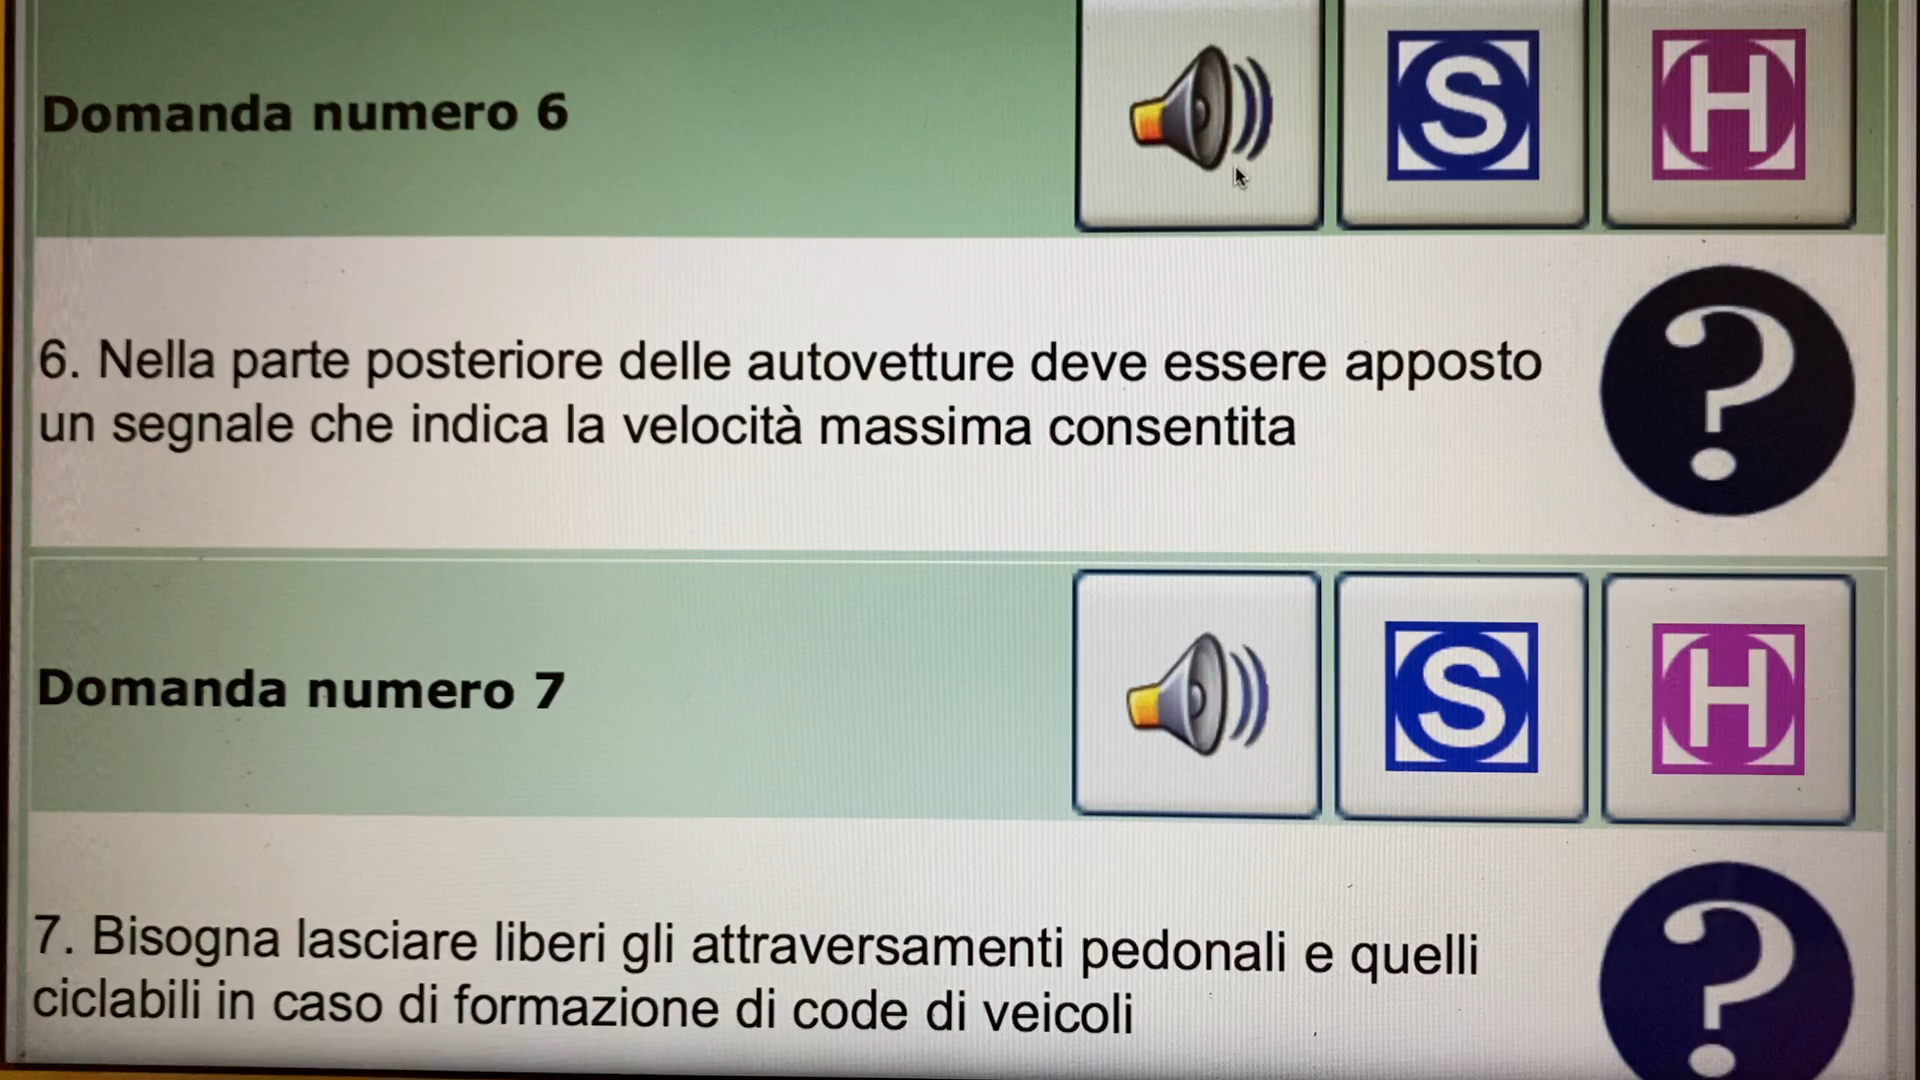 Domanda numero 6
S
H
6. Nella parte posteriore delle autovetture deve essere apposto
un segnale che indica la velocità massima consentita
?
Domanda numero 7
S
H
7. Bisogna lasciare liberi gli attraversamenti pedonali e quelli
ciclabili in caso di formazione di code di veicoli
?